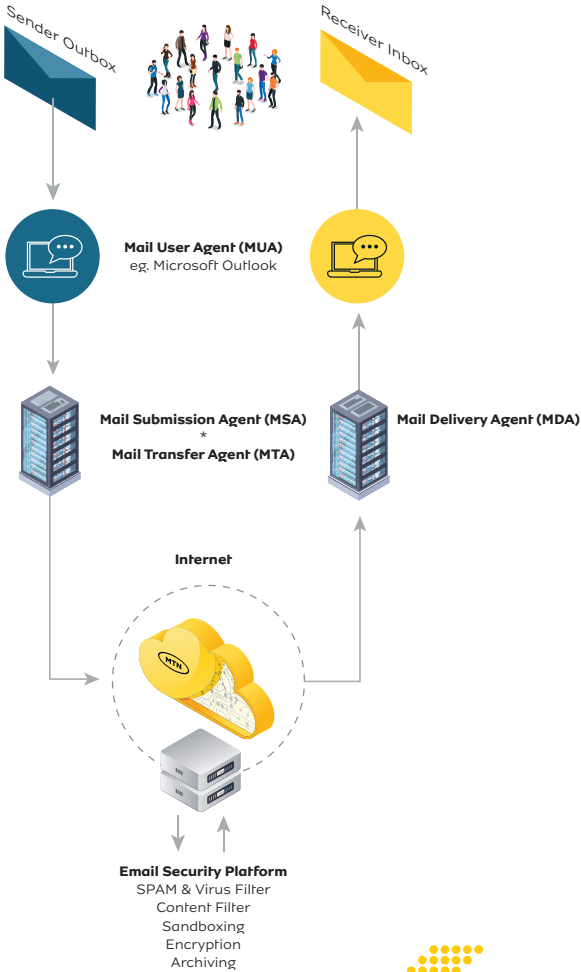 Sender Outbox
Receiver Inbox
Mail User Agent (MUA)
eg. Microsoft Outlook
Mail Submission Agent (MSA)
*
Mail Transfer Agent (MTA)
Mail Delivery Agent (MDA)
Internet
MTN
Email Security Platform
SPAM & Virus Filter
Content Filter
Sandboxing
Encryption
Archiving